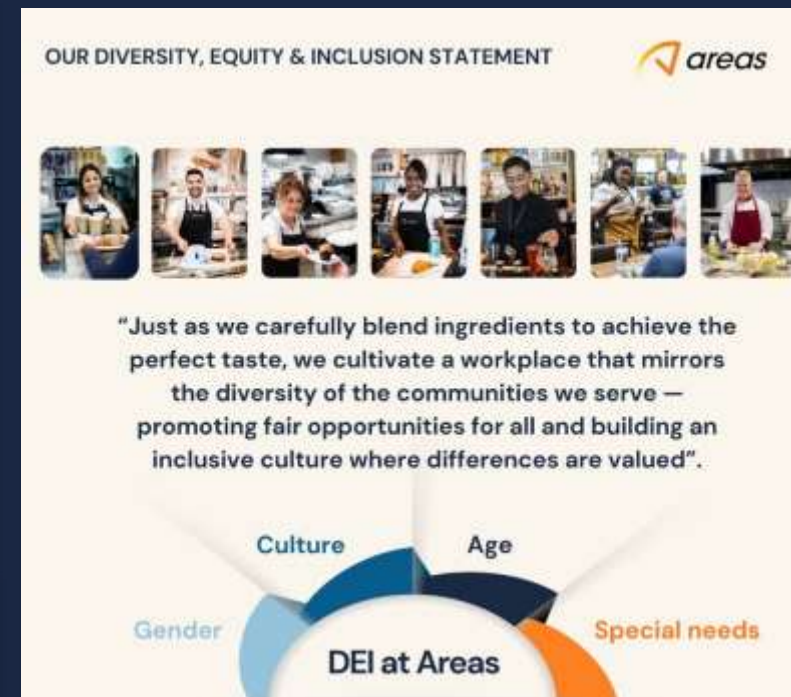 OUR DIVERSITY, EQUITY & INCLUSION STATEMENT
areas
“Just as we carefully blend ingredients to achieve the
perfect taste, we cultivate a workplace that mirrors
the diversity of the communities we serve —
promoting fair opportunities for all and building an
inclusive culture where differences are valued”.
Culture
Age
Gender
Special needs
DEI at Areas